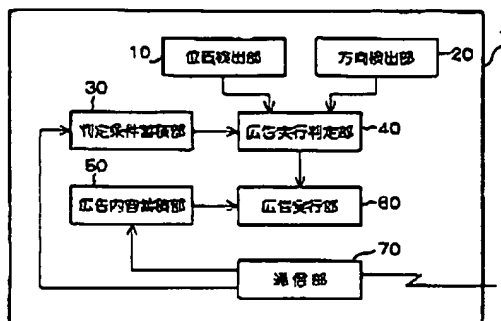 10 位置検出部
方向検出部 20
30
判定条件蓄積部
広告実行判定部 40
50
広告内容蓄積部
広告実行部 60
70
通信部